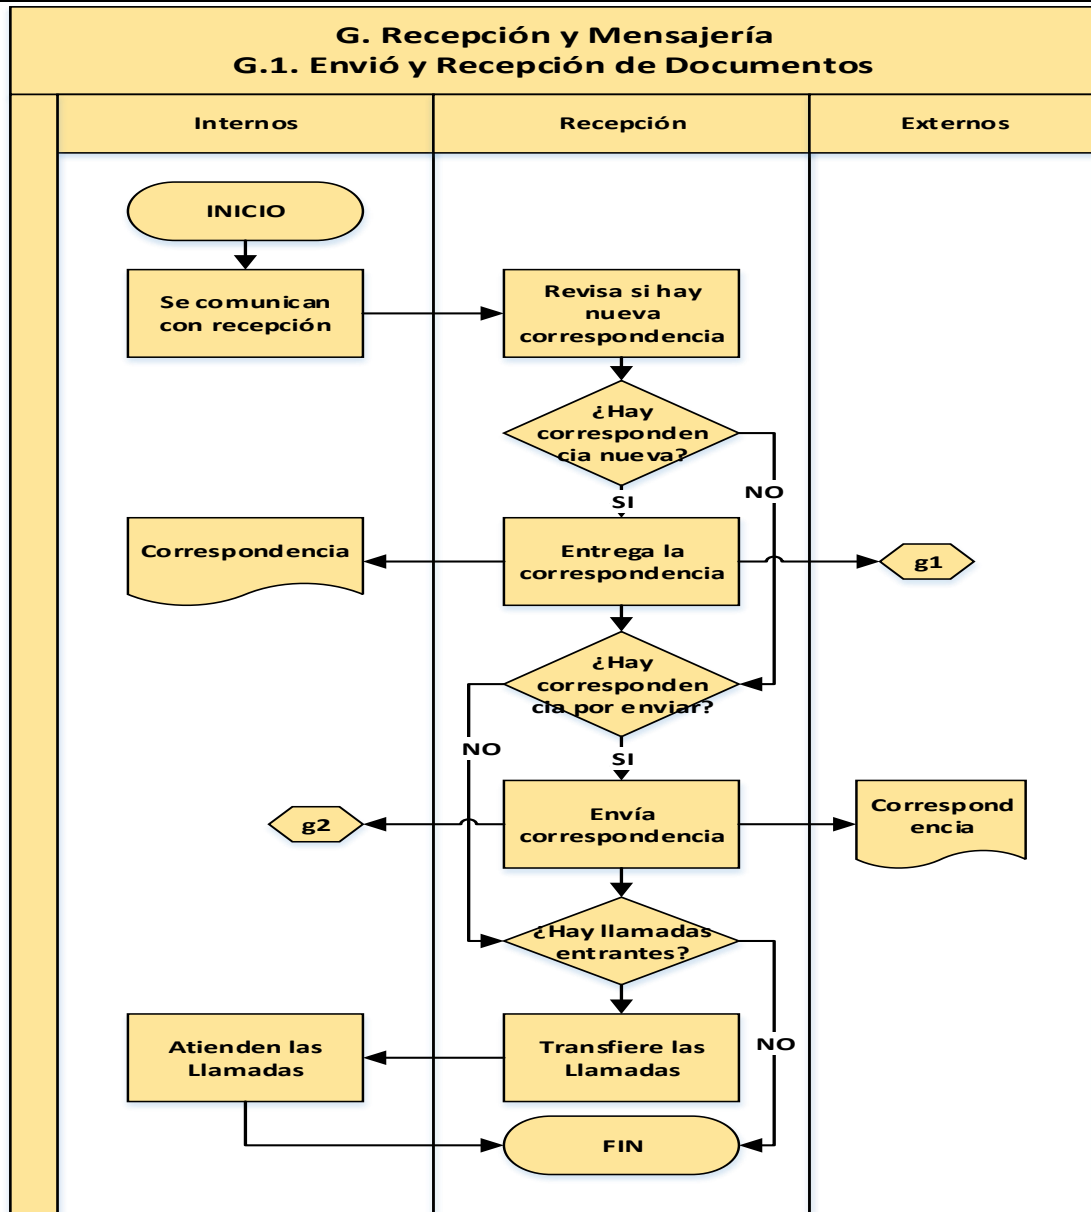 G. Recepción y Mensajería
G.1. Envió y Recepción de Documentos
Internos
Recepción
Externos
INICIO
Se comunican
con recepción
Revisa si hay
nueva
correspondencia
¿Hay
corresponden
cia nueva?
NO
SI
Correspondencia
Entrega la
correspondencia
g1
¿Hay
corresponden
cia por enviar?
NO
SI
g2
Envía
correspondencia
Correspond
encia
¿Hay llamadas
entrantes?
NO
Atienden las
Llamadas
Transfiere las
Llamadas
FIN